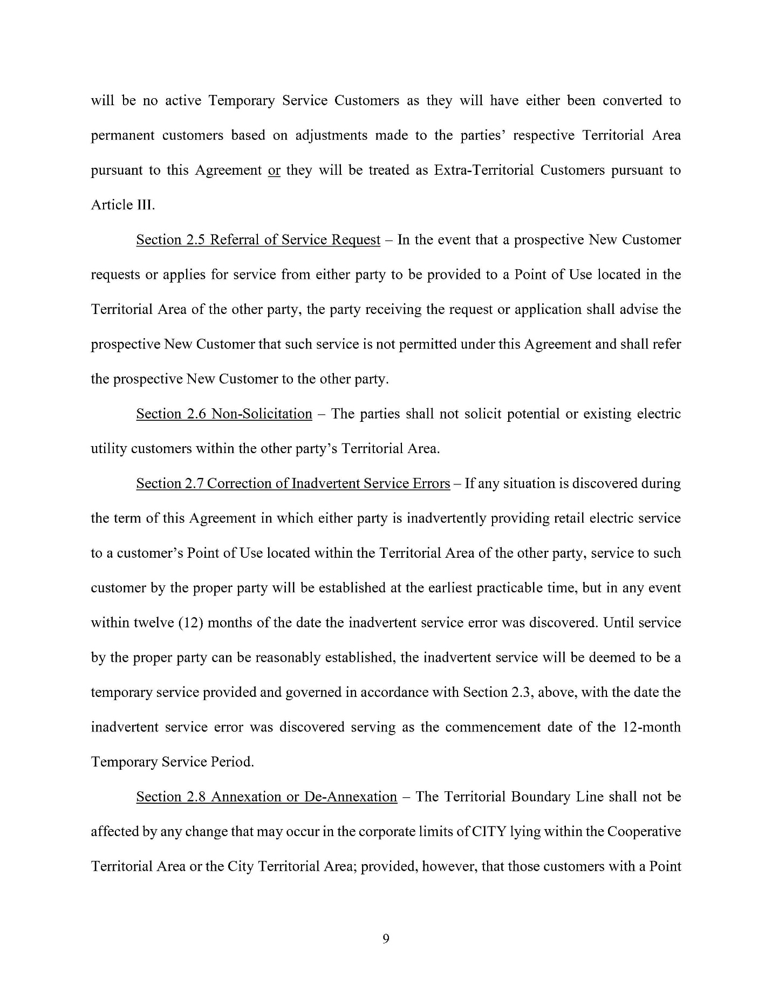 will be no active Temporary Service Customers as they will have either been converted to
permanent customers based on adjustments made to the parties’ respective Territorial Area
pursuant to this Agreement or they will be treated as Extra-Territorial Customers pursuant to
Article III.
Section 2.5 Referral of Service Request – In the event that a prospective New Customer
requests or applies for service from either party to be provided to a Point of Use located in the
Territorial Area of the other party, the party receiving the request or application shall advise the
prospective New Customer that such service is not permitted under this Agreement and shall refer
the prospective New Customer to the other party.
Section 2.6 Non-Solicitation – The parties shall not solicit potential or existing electric
utility customers within the other party’s Territorial Area.
Section 2.7 Correction of Inadvertent Service Errors – If any situation is discovered during
the term of this Agreement in which either party is inadvertently providing retail electric service
to a customer’s Point of Use located within the Territorial Area of the other party, service to such
customer by the proper party will be established at the earliest practicable time, but in any event
within twelve (12) months of the date the inadvertent service error was discovered. Until service
by the proper party can be reasonably established, the inadvertent service will be deemed to be a
temporary service provided and governed in accordance with Section 2.3, above, with the date the
inadvertent service error was discovered serving as the commencement date of the 12-month
Temporary Service Period.
Section 2.8 Annexation or De-Annexation – The Territorial Boundary Line shall not be
affected by any change that may occur in the corporate limits of CITY lying within the Cooperative
Territorial Area or the City Territorial Area; provided, however, that those customers with a Point
9